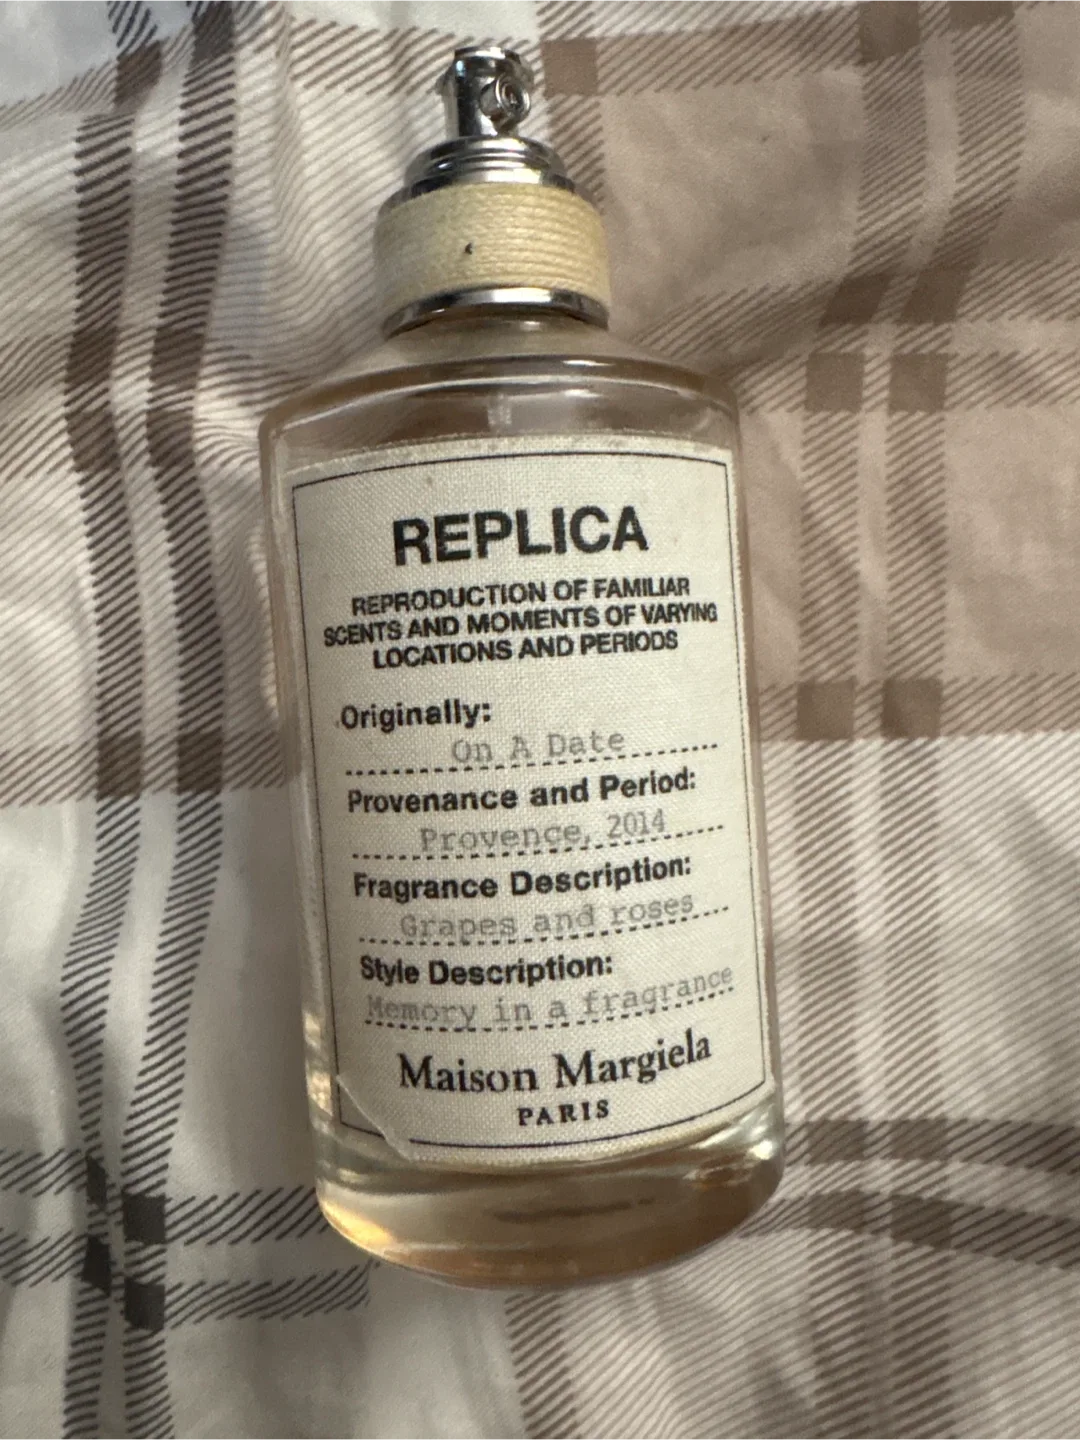 REPLICA
REPRODUCTION OF FAMILIAR
SCENTS AND MOMENTS OF VARYING
LOCATIONS AND PERIODS
Originally:
On A Date
Provenance and Period:
Provence, 2014
Fragrance Description:
Grapes and roses
Style Description:
Memory in a fragrance
Maison Margiela
PARIS